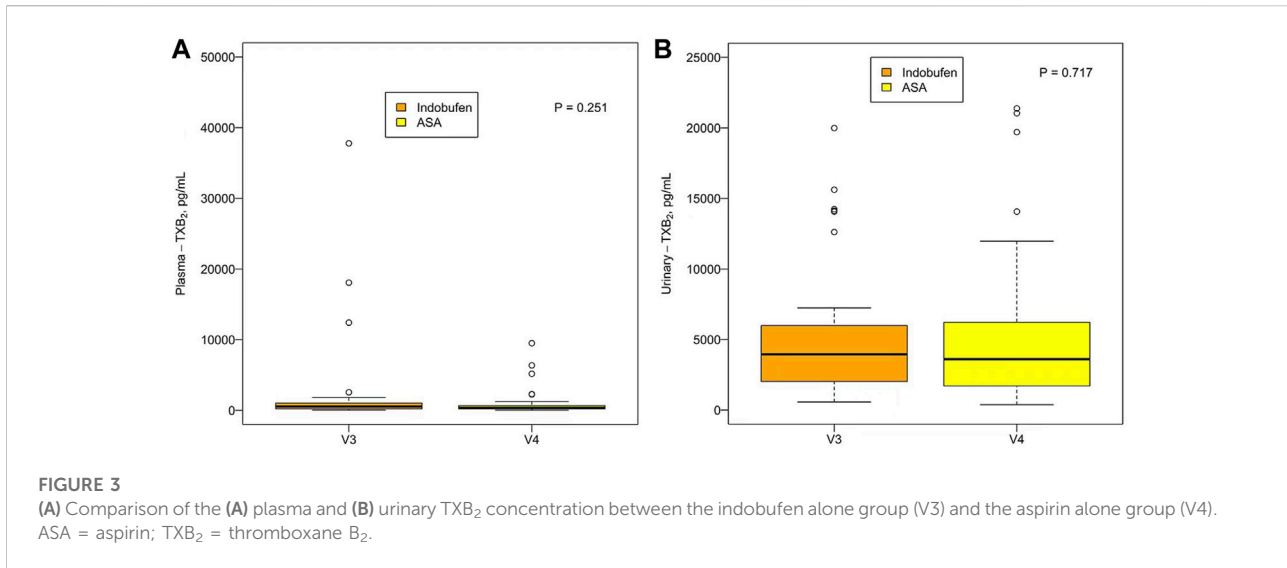 A
Plasma – TXB₂, pg/mL
50000
40000
30000
20000
10000
0
Indobufen
ASA
P = 0.251
V3
V4
B
Urinary – TXB₂, pg/mL
25000
20000
15000
10000
5000
0
Indobufen
ASA
P = 0.717
V3
V4
FIGURE 3
(A) Comparison of the (A) plasma and (B) urinary TXB₂ concentration between the indobufen alone group (V3) and the aspirin alone group (V4).
ASA = aspirin; TXB₂ = thromboxane B₂.